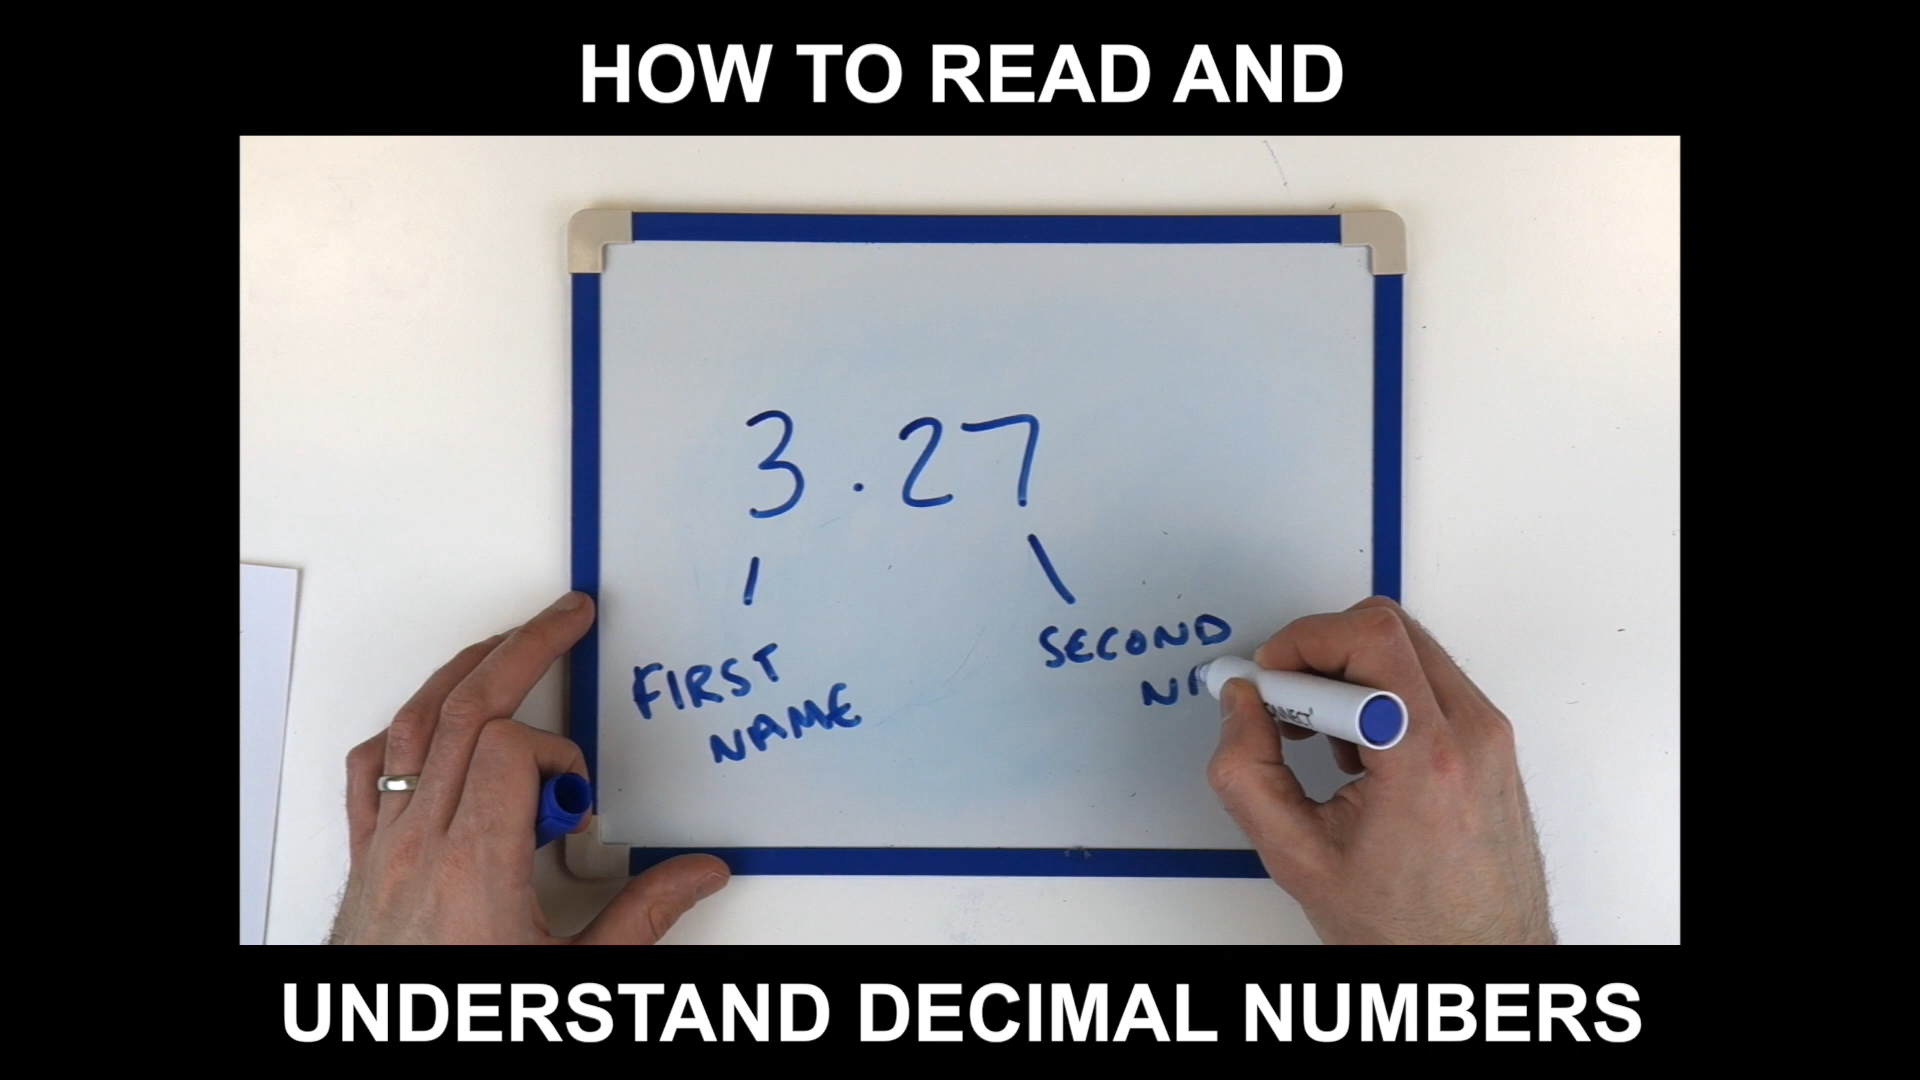 HOW TO READ AND
3.27
FIRST
NAME
SECOND
UNDERSTAND DECIMAL NUMBERS